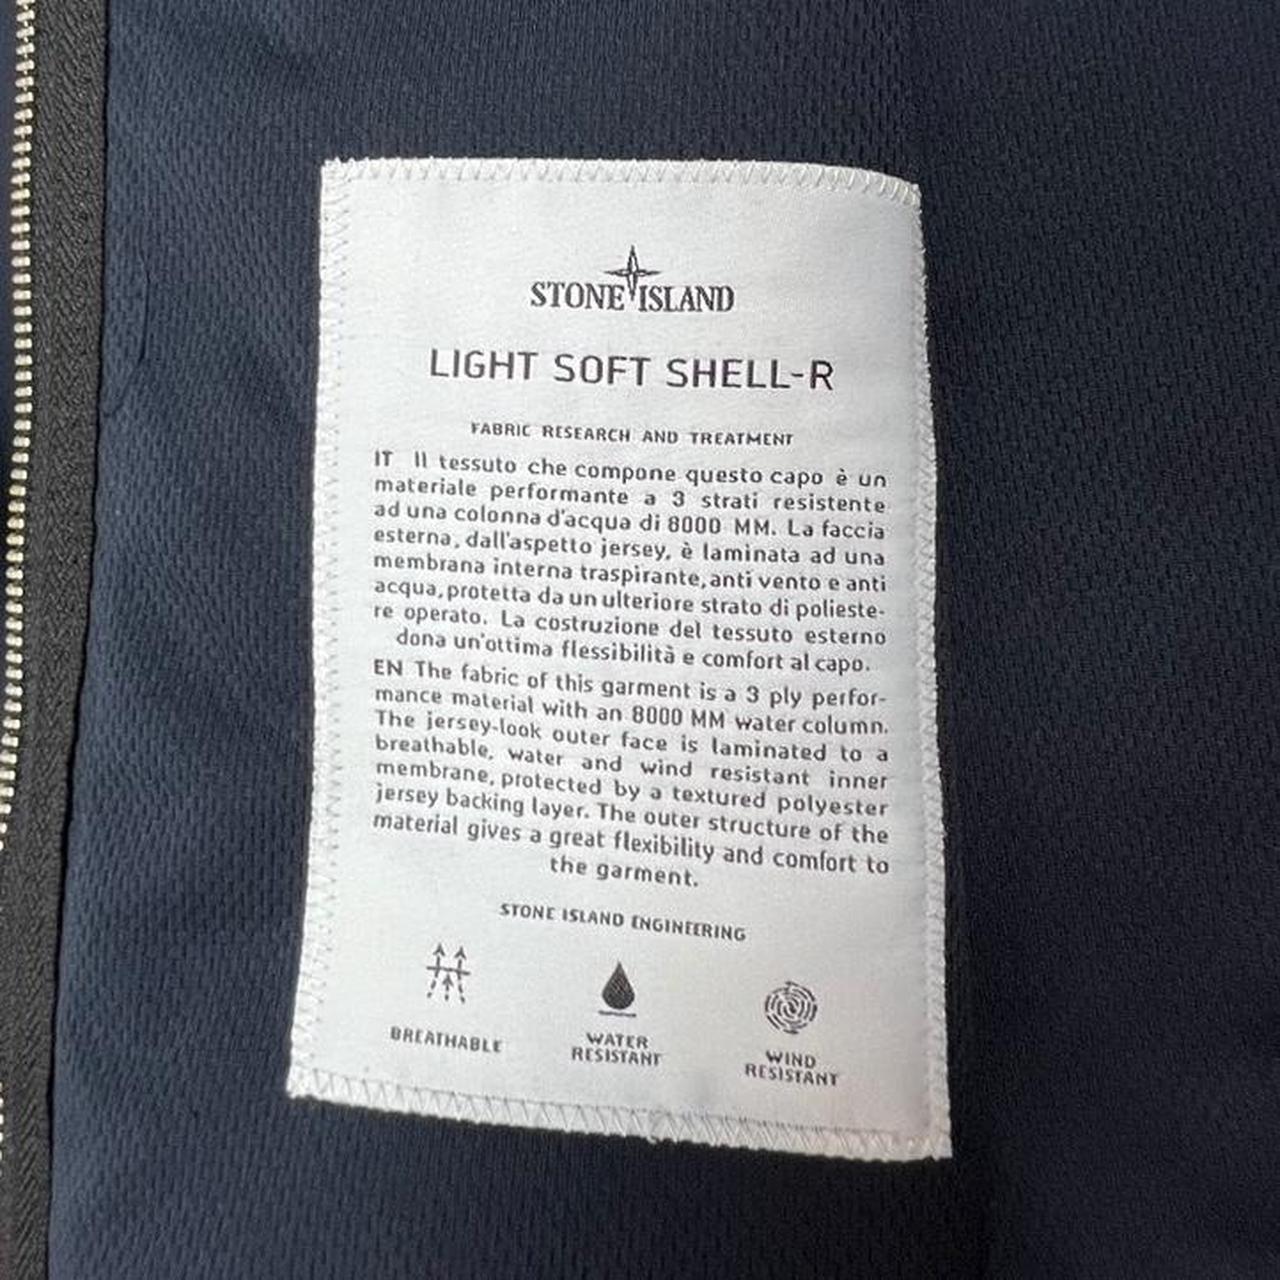 STONE ISLAND
LIGHT SOFT SHELL-R
FABRIC RESEARCH AND TREATMENT
IT Il tessuto che compone questo capo è un
materiale performante a 3 strati resistente
ad una colonna d'acqua di 8000 MM. La faccia
esterna, dall'aspetto jersey, è laminata ad una
membrana interna traspirante, anti vento e anti
acqua, protetta da un ulteriore strato di polieste-
re operato. La costruzione del tessuto esterno
dona un'ottima flessibilità e comfort al capo.
EN The fabric of this garment is a 3 ply perfor-
mance material with an 8000 MM water column.
The jersey-look outer face is laminated to a
breathable, water and wind resistant inner
membrane, protected by a textured polyester
jersey backing layer. The outer structure of the
material gives a great flexibility and comfort to
the garment.
STONE ISLAND ENGINEERING
BREATHABLE
WATER
RESISTANT
WIND
RESISTANT